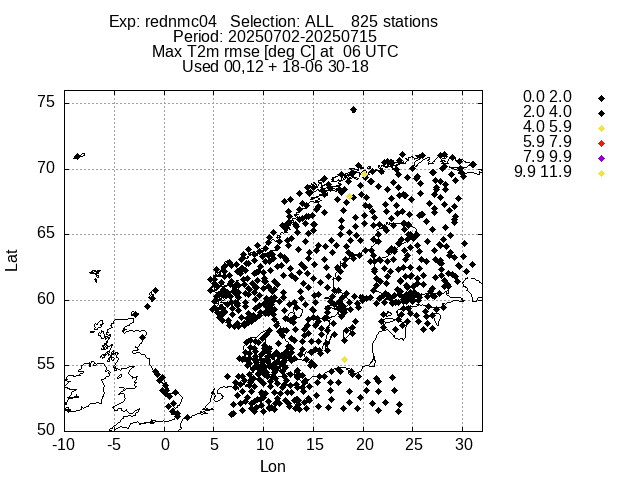 Exp: rednmc04 Selection: ALL 825 stations
Period: 20250702-20250715
Max T2m rmse [deg C] at 06 UTC
Used 00,12 + 18-06 30-18
0.0 2.0
2.0 4.0
4.0 5.9
5.9 7.9
7.9 9.9
9.9 11.9
75
70
65
60
55
50
Lat
-10 -5 0 5 10 15 20 25 30
Lon